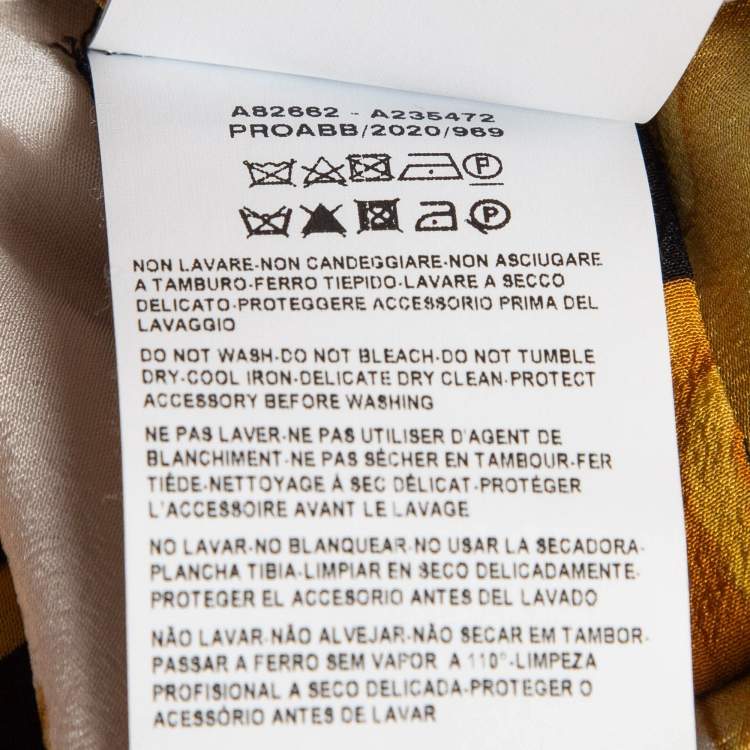 A82662 - A235472
PROABB/2020/969
P
P
NON LAVARE-NON CANDEGGIARE-NON ASCIUGARE
A TAMBURO-FERRO TIEPIDO-LAVARE A SECCO
DELICATO-PROTEGGERE ACCESSORIO PRIMA DEL
LAVAGGIO
DO NOT WASH-DO NOT BLEACH-DO NOT TUMBLE
DRY-COOL IRON-DELICATE DRY CLEAN-PROTECT
ACCESSORY BEFORE WASHING
NE PAS LAVER-NE PAS UTILISER D'AGENT DE
BLANCHIMENT-NE PAS SÉCHER EN TAMBOUR-FER
TIÈDE-NETTOYAGE À SEC DÉLICAT-PROTÉGER
L'ACCESSOIRE AVANT LE LAVAGE
NO LAVAR-NO BLANQUEAR-NO USAR LA SECADORA-
PLANCHA TIBIA-LIMPIAR EN SECO DELICADAMENTE-
PROTEGER EL ACCESORIO ANTES DEL LAVADO
NÃO LAVAR-NÃO ALVEJAR-NÃO SECAR EM TAMBOR-
PASSAR A FERRO SEM VAPOR A 110°-LIMPEZA
PROFISIONAL A SECO DELICADA-PROTEGER O
ACESSÓRIO ANTES DE LAVAR